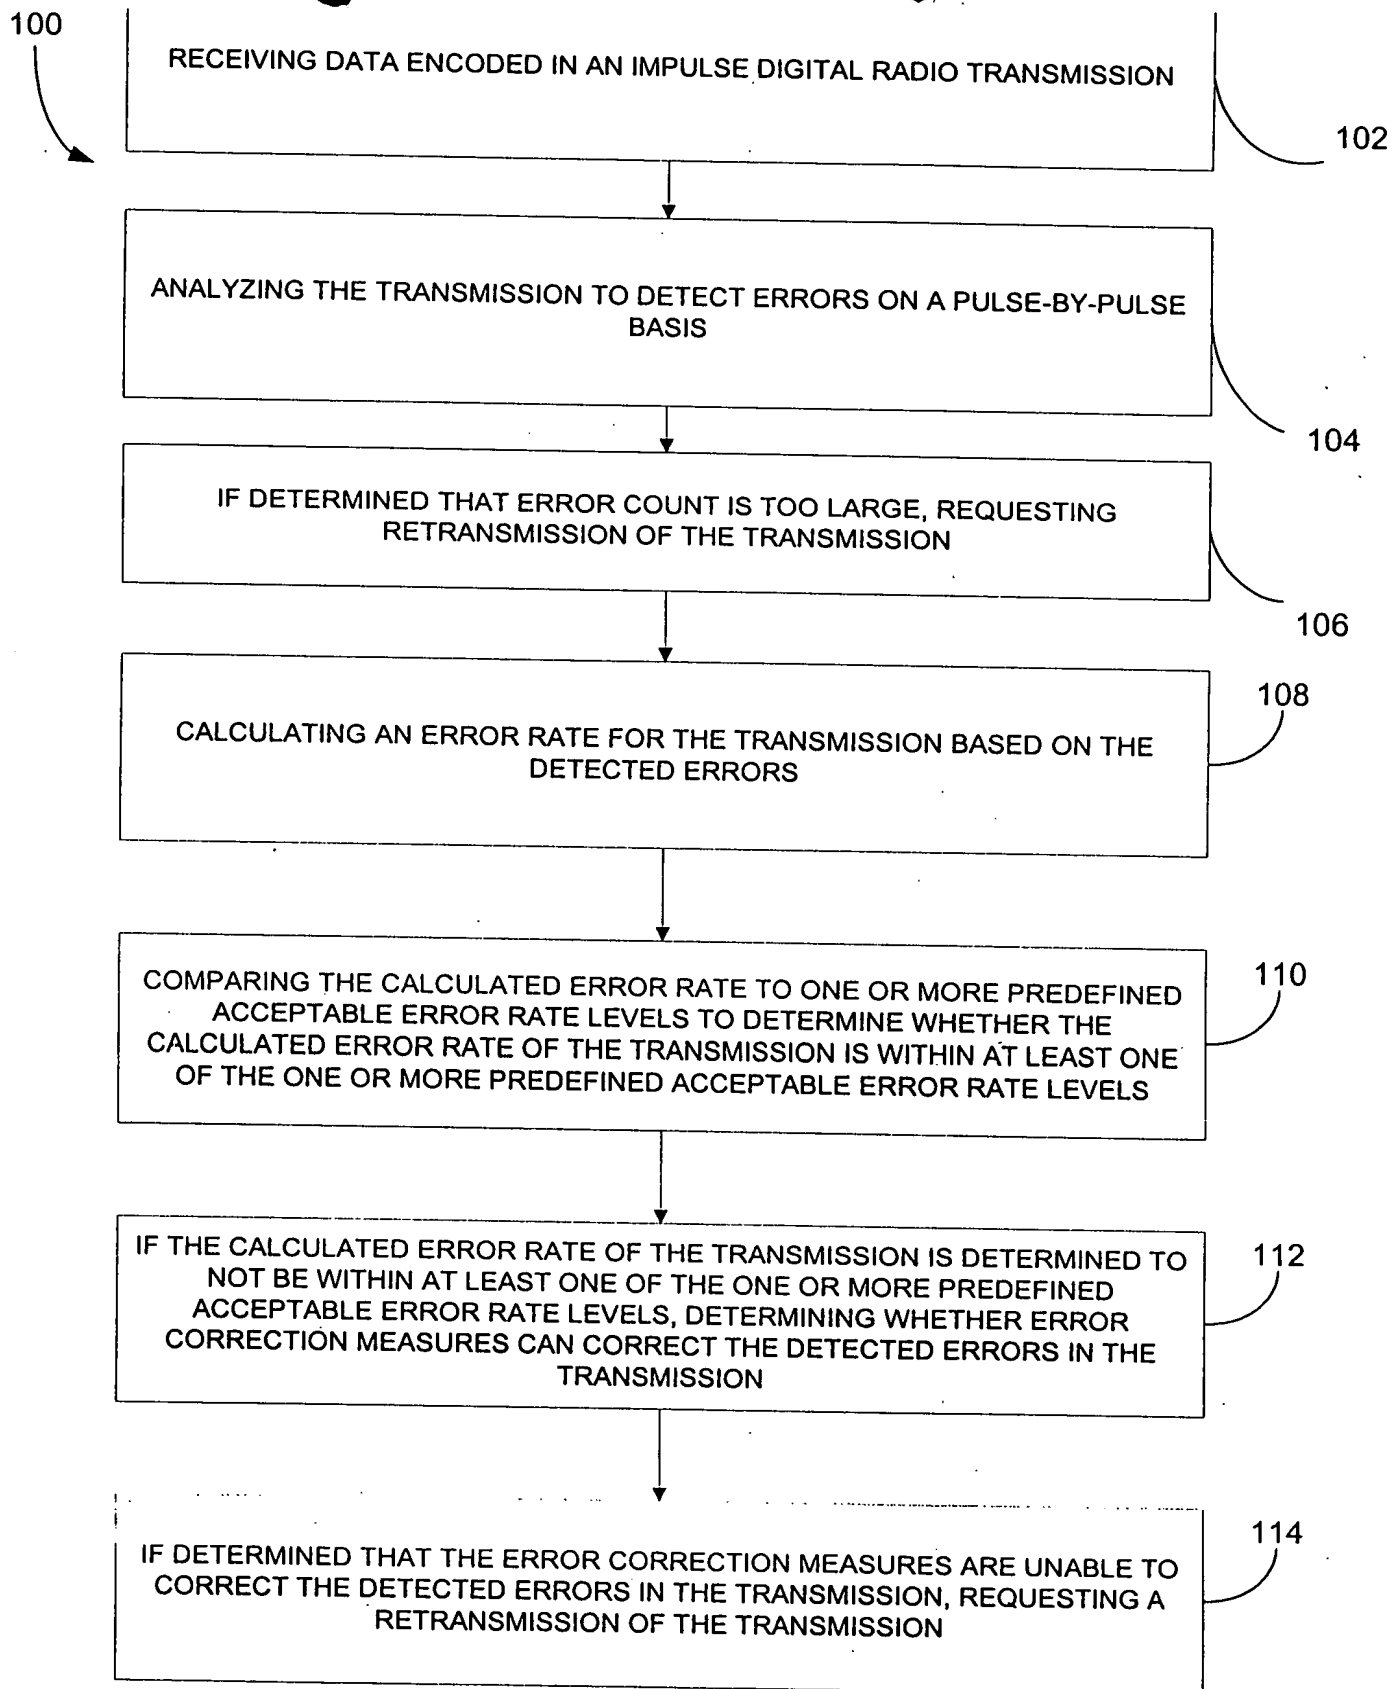 100
RECEIVING DATA ENCODED IN AN IMPULSE DIGITAL RADIO TRANSMISSION
102
ANALYZING THE TRANSMISSION TO DETECT ERRORS ON A PULSE-BY-PULSE
BASIS
104
IF DETERMINED THAT ERROR COUNT IS TOO LARGE, REQUESTING
RETRANSMISSION OF THE TRANSMISSION
106
108
CALCULATING AN ERROR RATE FOR THE TRANSMISSION BASED ON THE
DETECTED ERRORS
110
COMPARING THE CALCULATED ERROR RATE TO ONE OR MORE PREDEFINED
ACCEPTABLE ERROR RATE LEVELS TO DETERMINE WHETHER THE
CALCULATED ERROR RATE OF THE TRANSMISSION IS WITHIN AT LEAST ONE
OF THE ONE OR MORE PREDEFINED ACCEPTABLE ERROR RATE LEVELS
112
IF THE CALCULATED ERROR RATE OF THE TRANSMISSION IS DETERMINED TO
NOT BE WITHIN AT LEAST ONE OF THE ONE OR MORE PREDEFINED
ACCEPTABLE ERROR RATE LEVELS, DETERMINING WHETHER ERROR
CORRECTION MEASURES CAN CORRECT THE DETECTED ERRORS IN THE
TRANSMISSION
114
IF DETERMINED THAT THE ERROR CORRECTION MEASURES ARE UNABLE TO
CORRECT THE DETECTED ERRORS IN THE TRANSMISSION, REQUESTING A
RETRANSMISSION OF THE TRANSMISSION